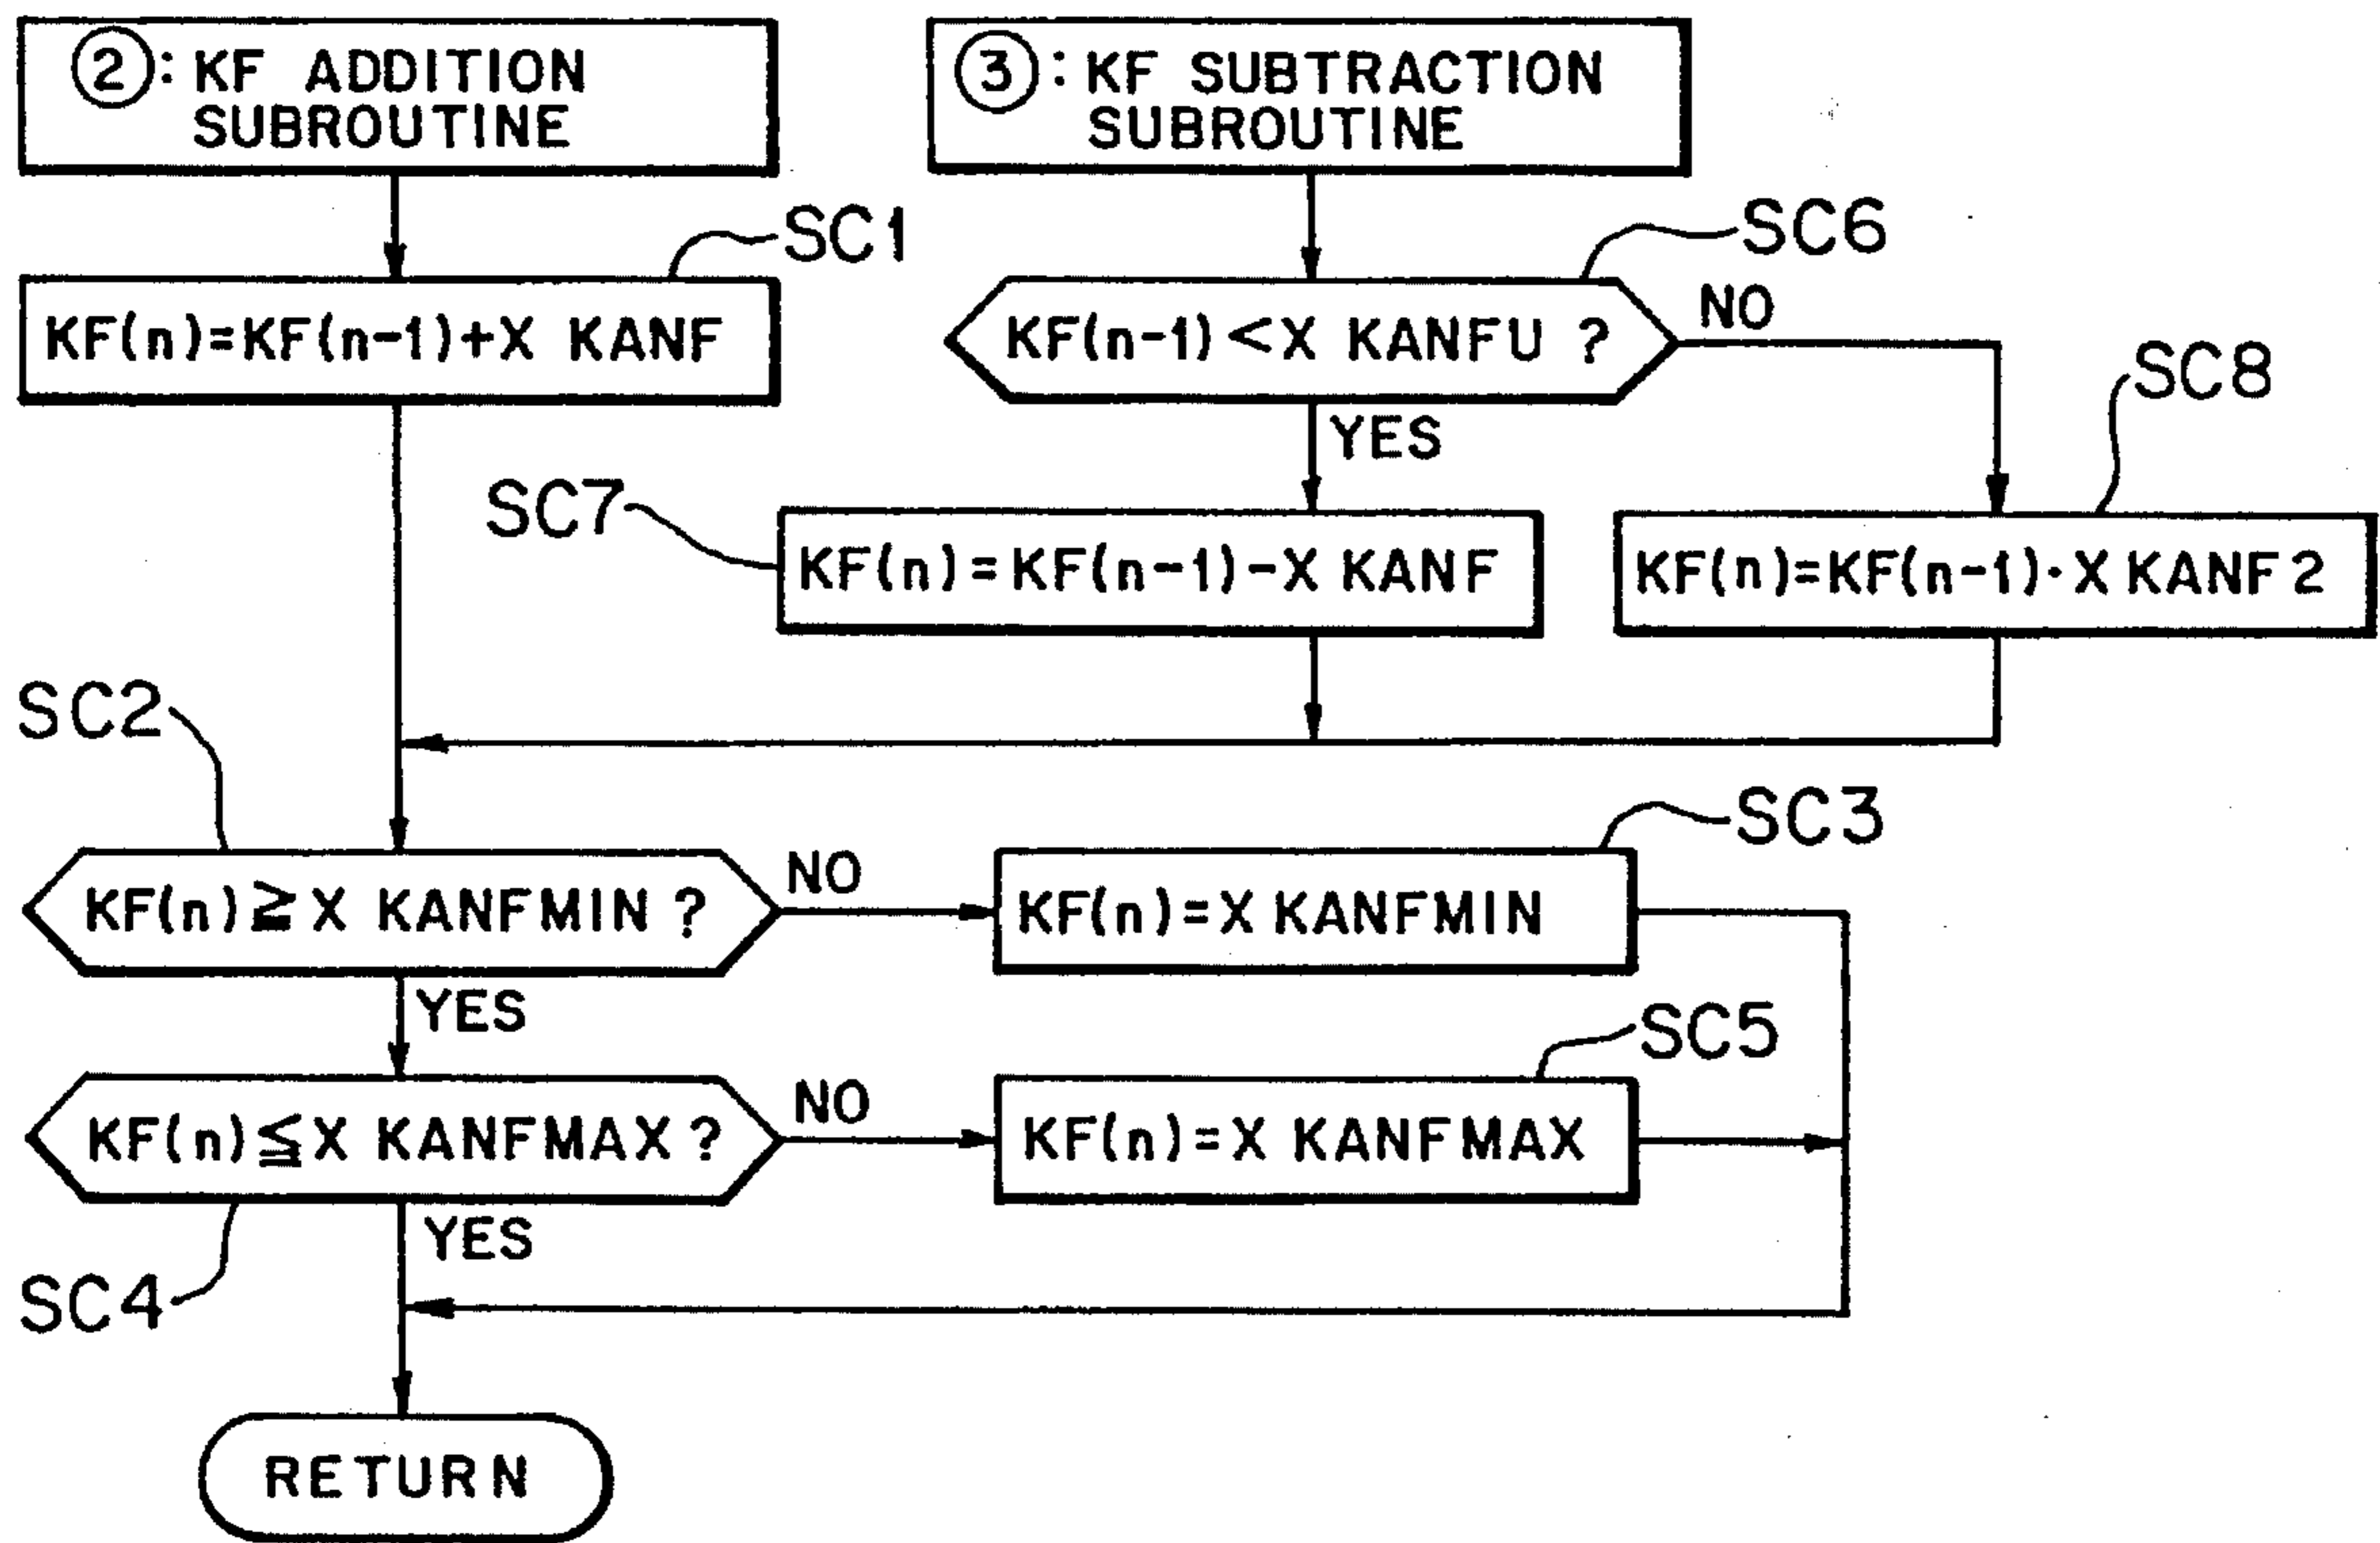 ②: KF ADDITION
SUBROUTINE
③: KF SUBTRACTION
SUBROUTINE
SC1
SC6
KF(n)=KF(n-1)+X KANF
KF(n-1)<X KANFU ?
NO
SC8
YES
SC7
KF(n)=KF(n-1)-X KANF
KF(n)=KF(n-1)·X KANF2
SC2
SC3
KF(n)≧X KANFMIN ?
NO
KF(n)=X KANFMIN
YES
SC5
KF(n)≦X KANFMAX ?
NO
KF(n)=X KANFMAX
YES
SC4
RETURN